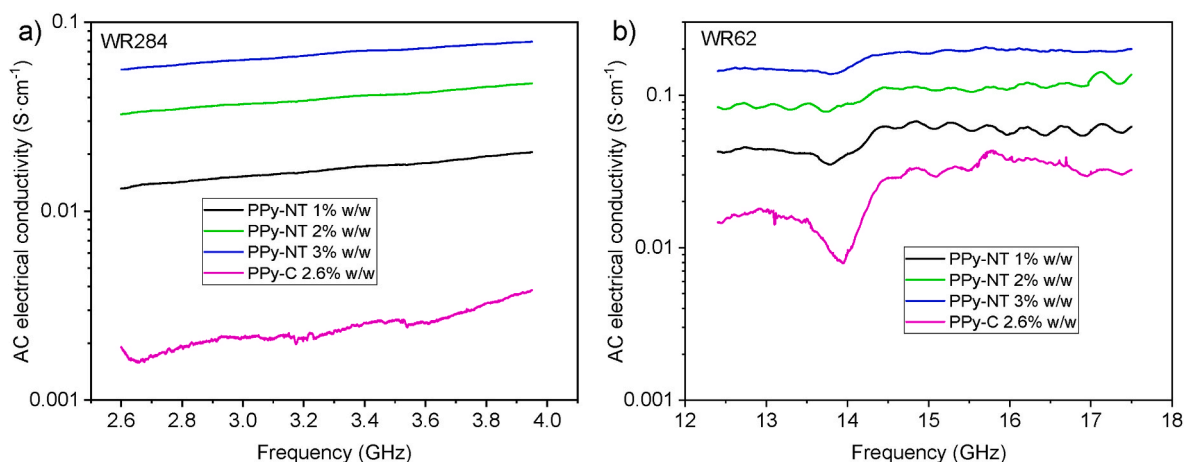 a) WR284
AC electrical conductivity (S·cm⁻¹)
0.1
0.01
0.001
PPy-NT 1% w/w
PPy-NT 2% w/w
PPy-NT 3% w/w
PPy-C 2.6% w/w
2.6 2.8 3.0 3.2 3.4 3.6 3.8 4.0
Frequency (GHz)
b) WR62
AC electrical conductivity (S·cm⁻¹)
0.1
0.01
0.001
PPy-NT 1% w/w
PPy-NT 2% w/w
PPy-NT 3% w/w
PPy-C 2.6% w/w
12 13 14 15 16 17 18
Frequency (GHz)